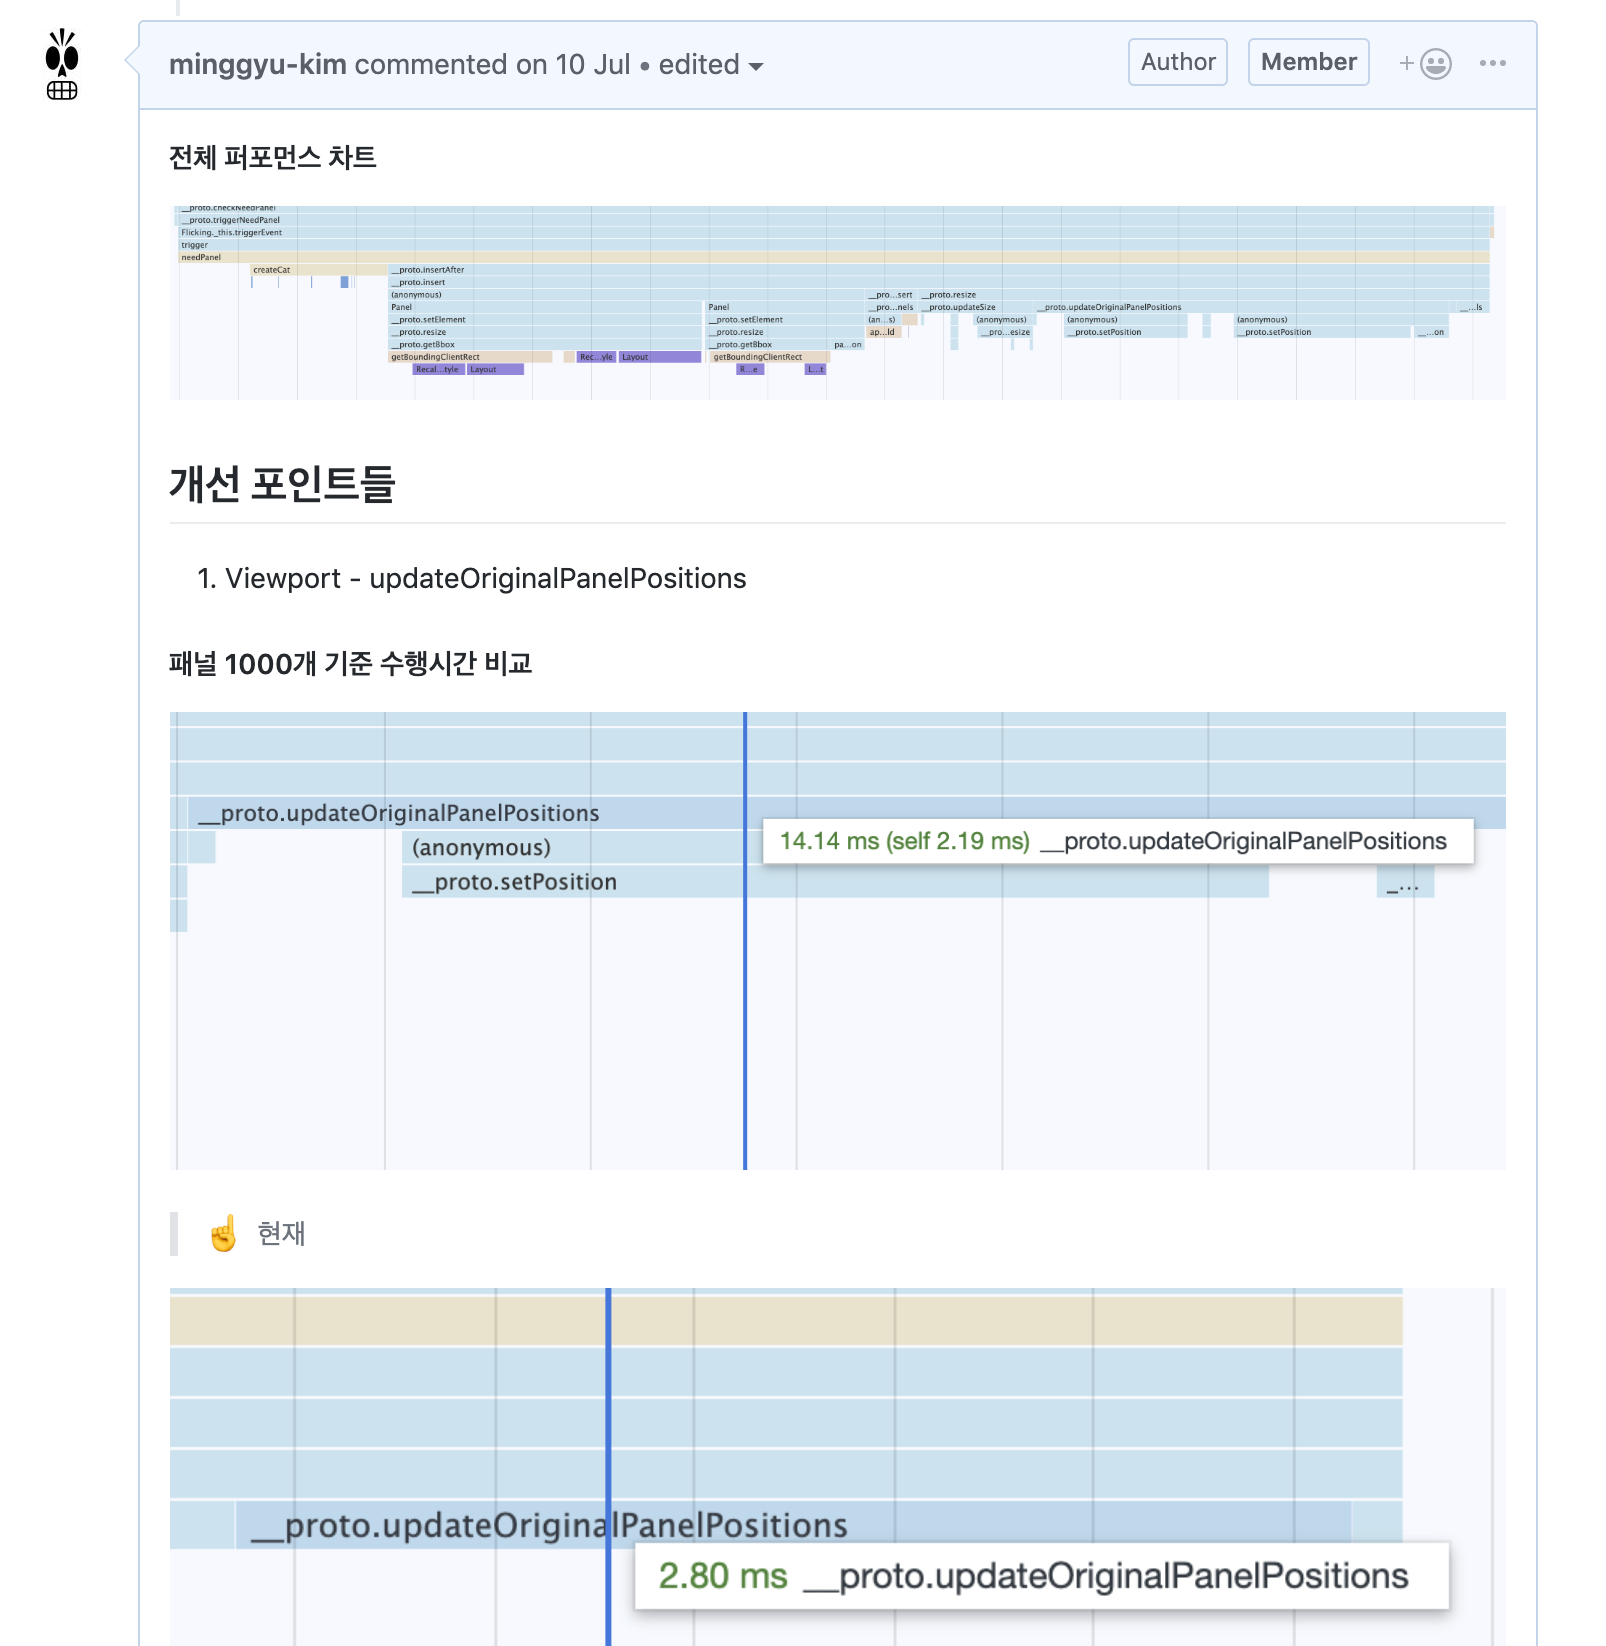 minggyu-kim commented on 10 Jul • edited
Author
Member
전체 퍼포먼스 차트
__proto.checkNeedPanel
__proto.triggerNeedPanel
Flicking._this.triggerEvent
trigger
needPanel
createCat __proto.insertAfter
__proto.insert
(anonymous) __pro...sert __proto.resize
Panel Panel __pro...nels __proto.updateSize __proto.updateOriginalPanelPositions __...ls
__proto.setElement __proto.setElement (an...s) (anonymous) (anonymous) (anonymous)
__proto.resize __proto.resize ap...ld __pro...esize __proto.setPosition __proto.setPosition __...on
__proto.getBbox __proto.getBbox pa...on
getBoundingClientRect Rec...yle Layout getBoundingClientRect
Recal...tyle Layout R...e L...t
개선 포인트들
1. Viewport - updateOriginalPanelPositions
패널 1000개 기준 수행시간 비교
__proto.updateOriginalPanelPositions
14.14 ms (self 2.19 ms) __proto.updateOriginalPanelPositions
(anonymous)
__proto.setPosition _...
☝ 현재
__proto.updateOriginalPanelPositions
2.80 ms __proto.updateOriginalPanelPositions